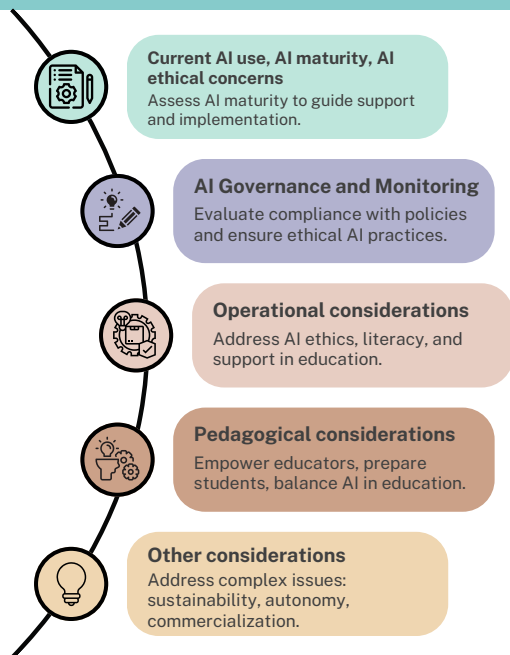 Current AI use, AI maturity, AI
ethical concerns
Assess AI maturity to guide support
and implementation.
AI Governance and Monitoring
Evaluate compliance with policies
and ensure ethical AI practices.
Operational considerations
Address AI ethics, literacy, and
support in education.
Pedagogical considerations
Empower educators, prepare
students, balance AI in education.
Other considerations
Address complex issues:
sustainability, autonomy,
commercialization.